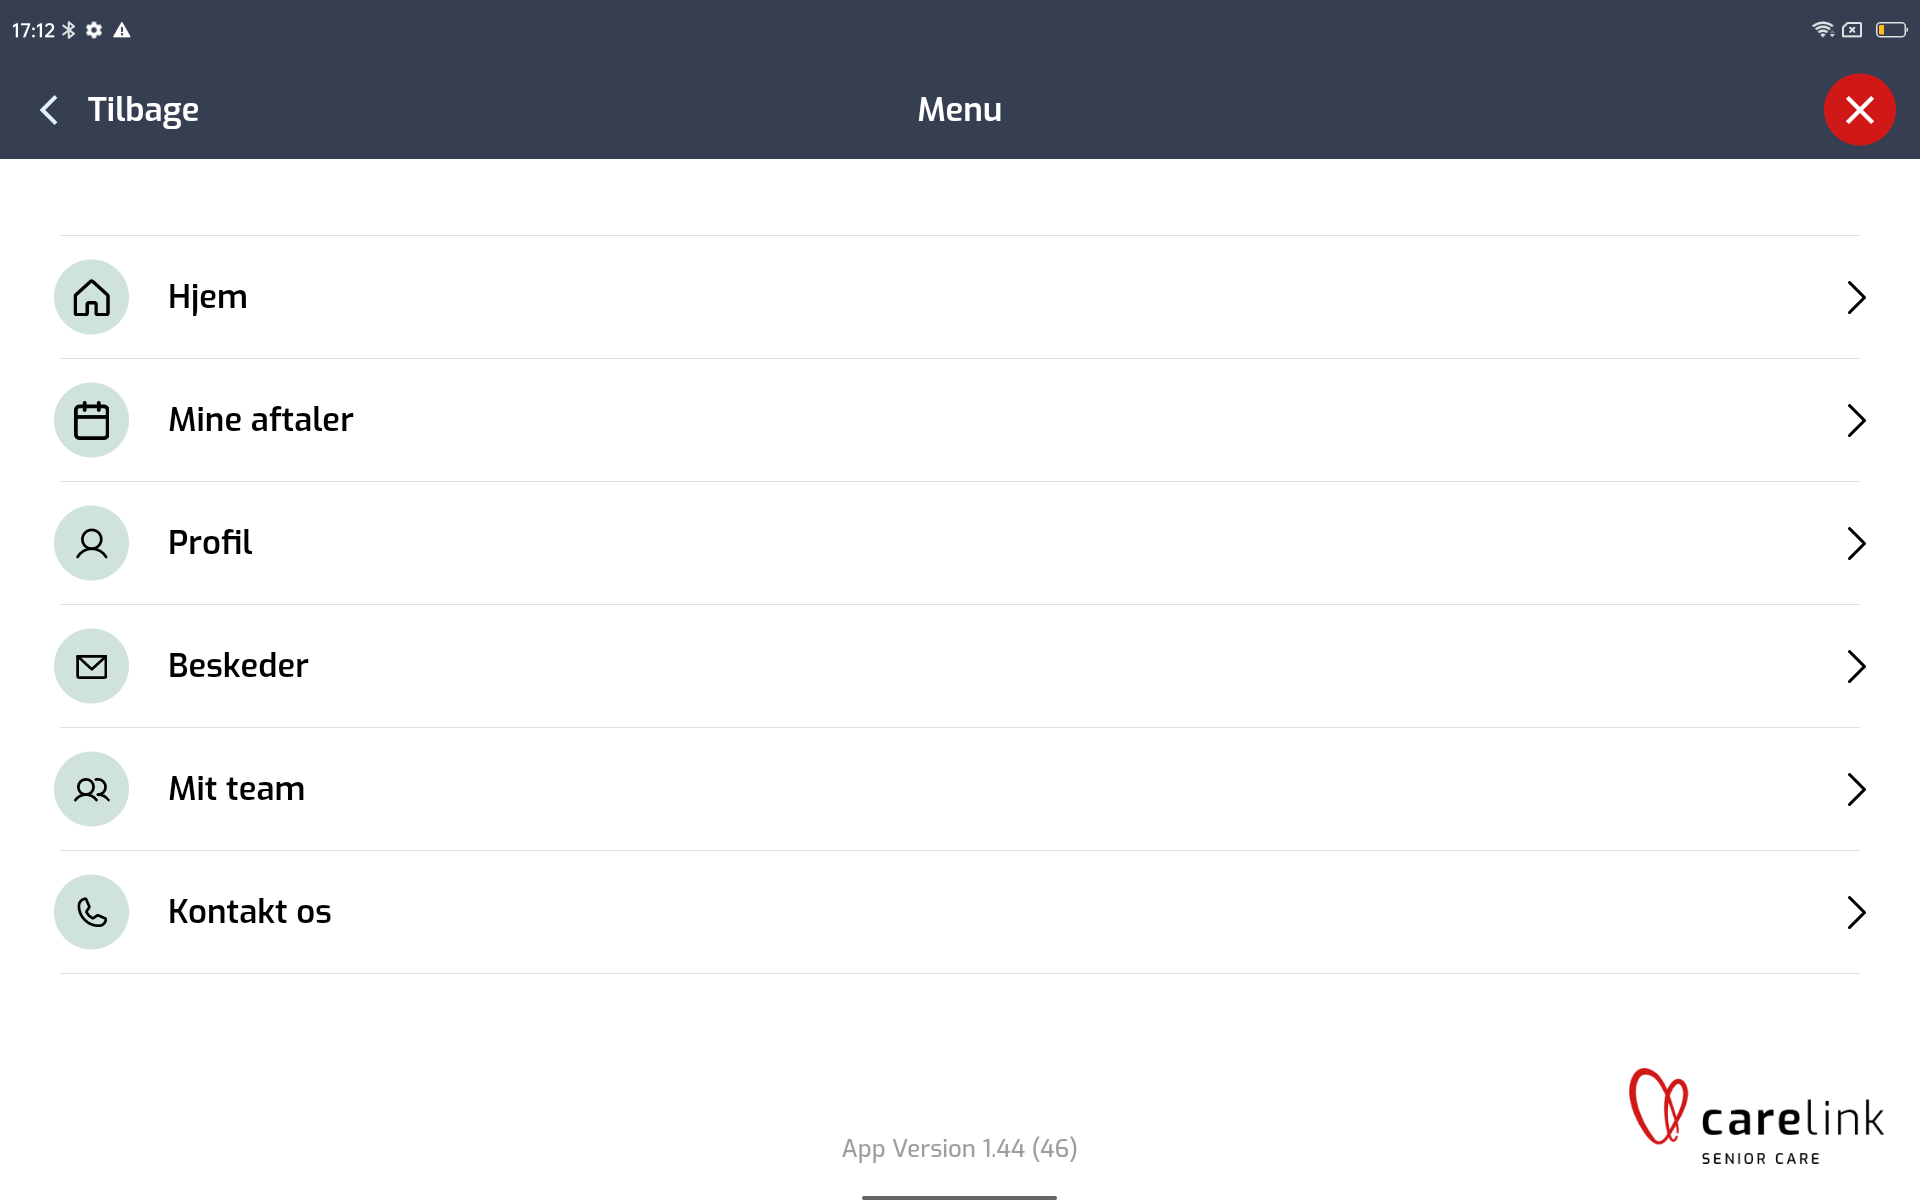 17:12
Tilbage
Menu
Hjem
Mine aftaler
Profil
Beskeder
Mit team
Kontakt os
App Version 1.44 (46)
carelink
SENIOR CARE